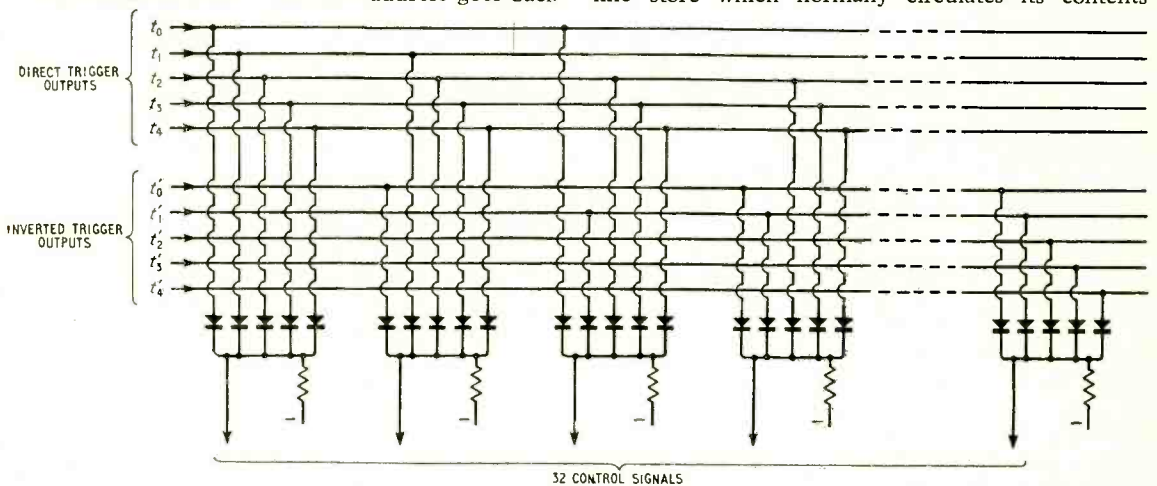 address goes back line store which normally circulates its contents
t₀
t₁
t₂
t₃
t₄
DIRECT TRIGGER
OUTPUTS
t′₀
t′₁
t′₂
t′₃
t′₄
INVERTED TRIGGER
OUTPUTS
32 CONTROL SIGNALS